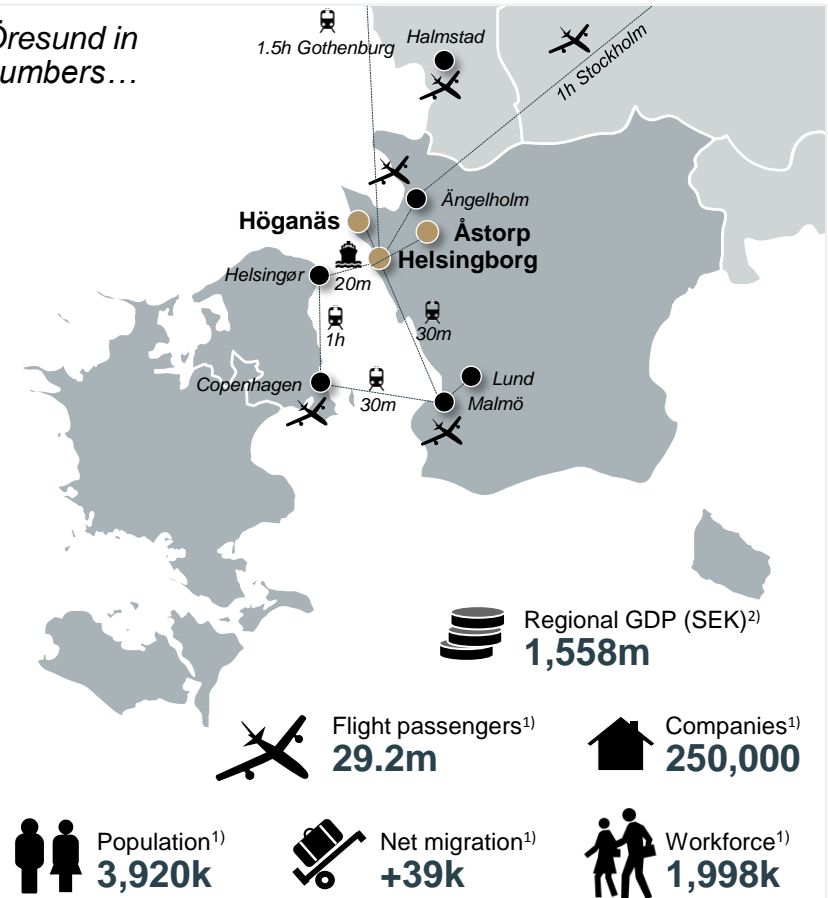 Öresund in
umbers…
1.5h Gothenburg
Halmstad
1h Stockholm
Ängelholm
Höganäs
Åstorp
Helsingborg
Helsingør
20m
1h
30m
Copenhagen
30m
Lund
Malmö
Regional GDP (SEK)2)
1,558m
Flight passengers1)
29.2m
Companies1)
250,000
Population1)
3,920k
Net migration1)
+39k
Workforce1)
1,998k